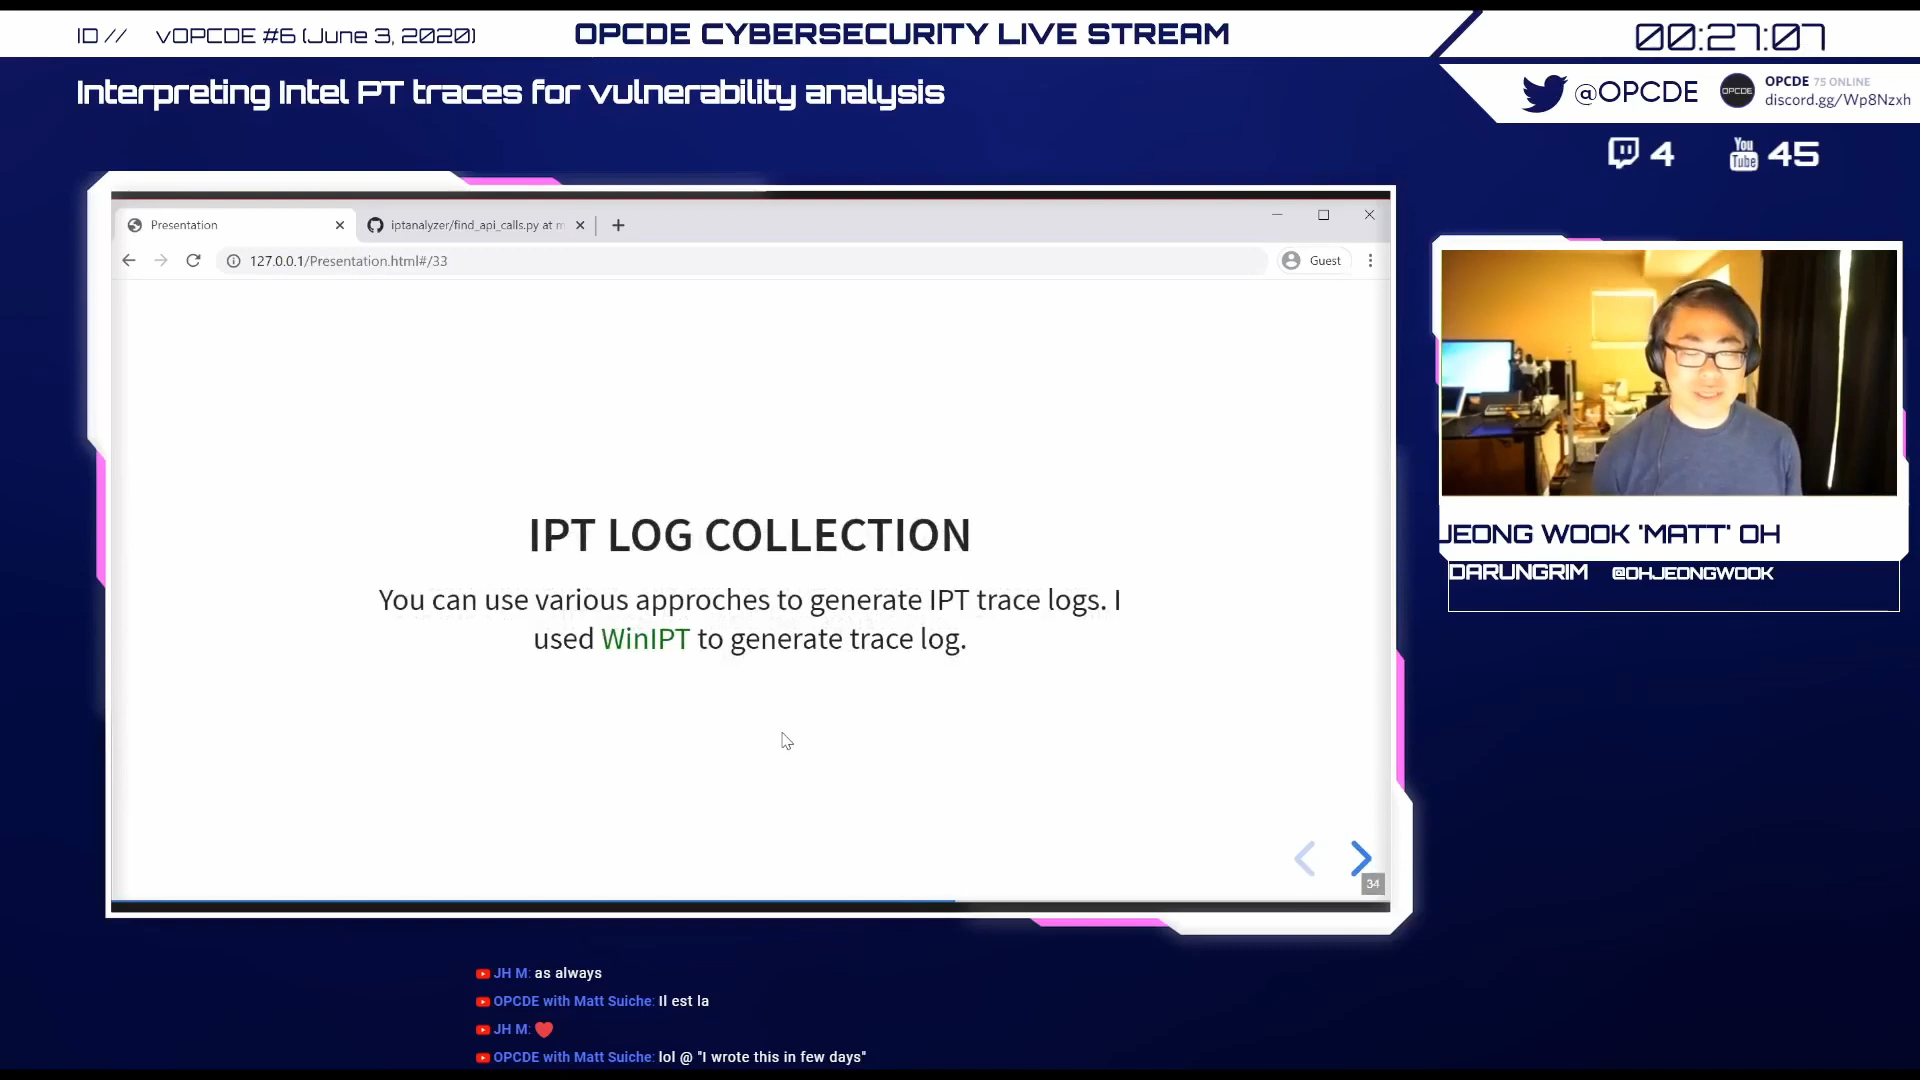 ID // vOPCDE #6 (June 3, 2020)
OPCDE CYBERSECURITY LIVE STREAM
00:27:07
Interpreting Intel PT traces for vulnerability analysis
@OPCDE
OPCDE
OPCDE 75 ONLINE
discord.gg/Wp8Nzxh
4
You
Tube
45
Presentation
iptanalyzer/find_api_calls.py at m
127.0.0.1/Presentation.html#/33
Guest
IPT LOG COLLECTION
You can use various approches to generate IPT trace logs. I
used WinIPT to generate trace log.
34
JEONG WOOK 'MATT' OH
DARUNGRIM @OHJEONGWOOK
JH M: as always
OPCDE with Matt Suiche: Il est la
JH M: ❤
OPCDE with Matt Suiche: lol @ "I wrote this in few days"